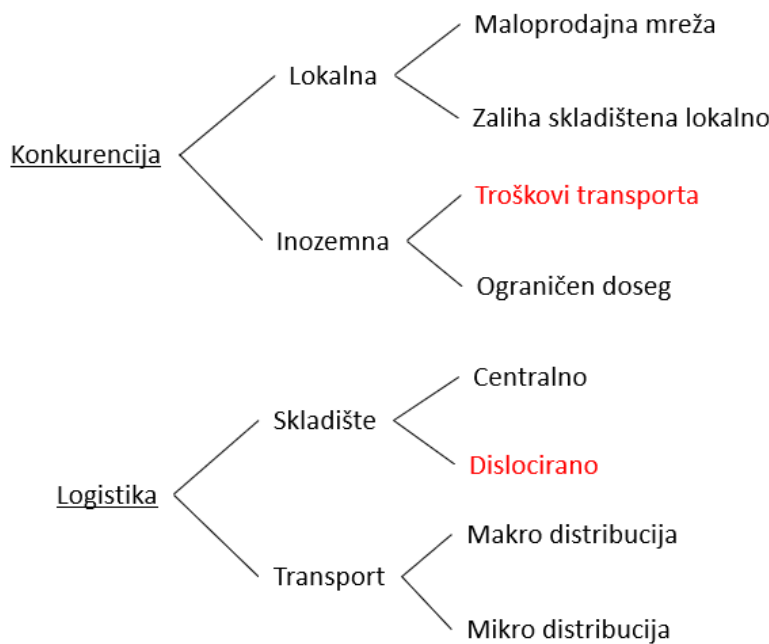 Konkurencija
Lokalna
Maloprodajna mreža
Zaliha skladištena lokalno
Inozemna
Troškovi transporta
Ograničen doseg
Logistika
Skladište
Centralno
Dislocirano
Transport
Makro distribucija
Mikro distribucija